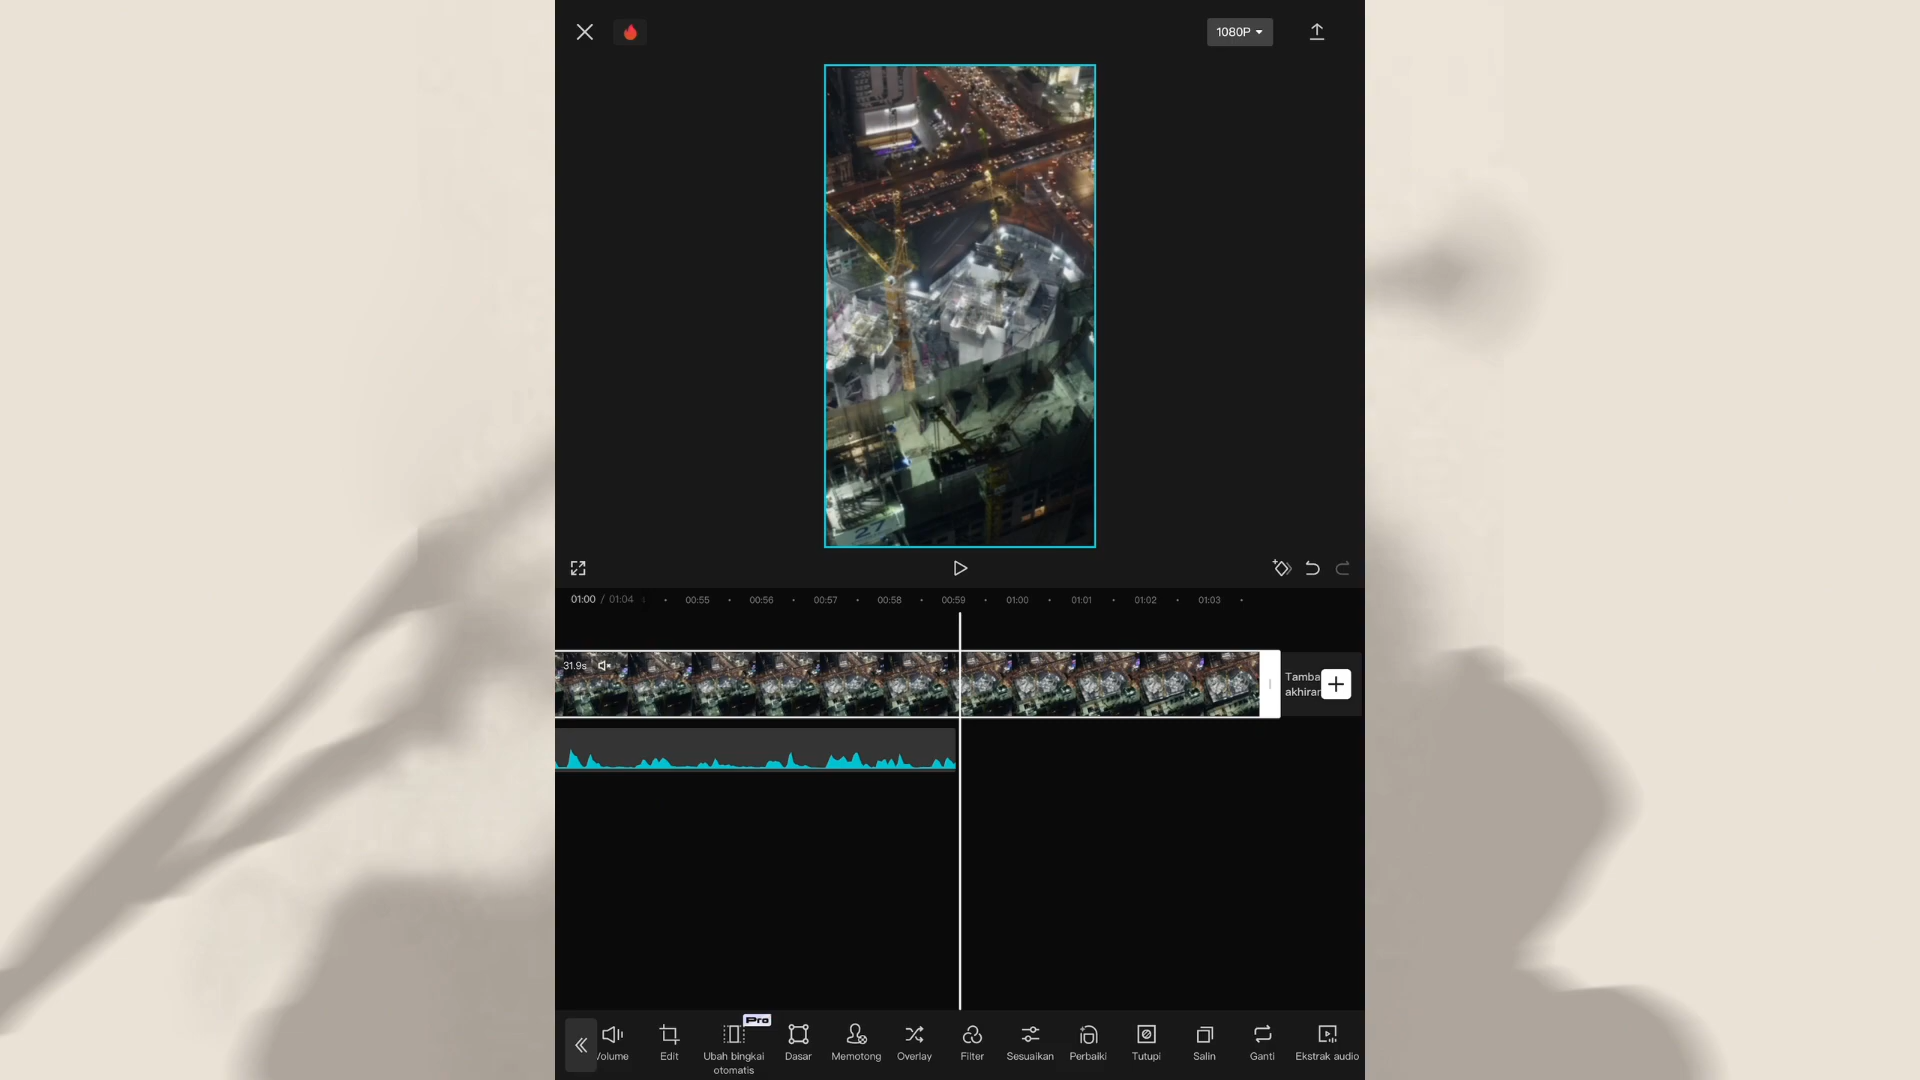 1080P
27
01:00 / 01:04
00:55
00:56
00:57
00:58
00:59
01:00
01:01
01:02
01:03
31.9s
Tamba
akhirar
Pro
Volume
Edit
Ubah bingkai
otomatis
Dasar
Memotong
Overlay
Filter
Sesuaikan
Perbaiki
Tutupi
Salin
Ganti
Ekstrak audio